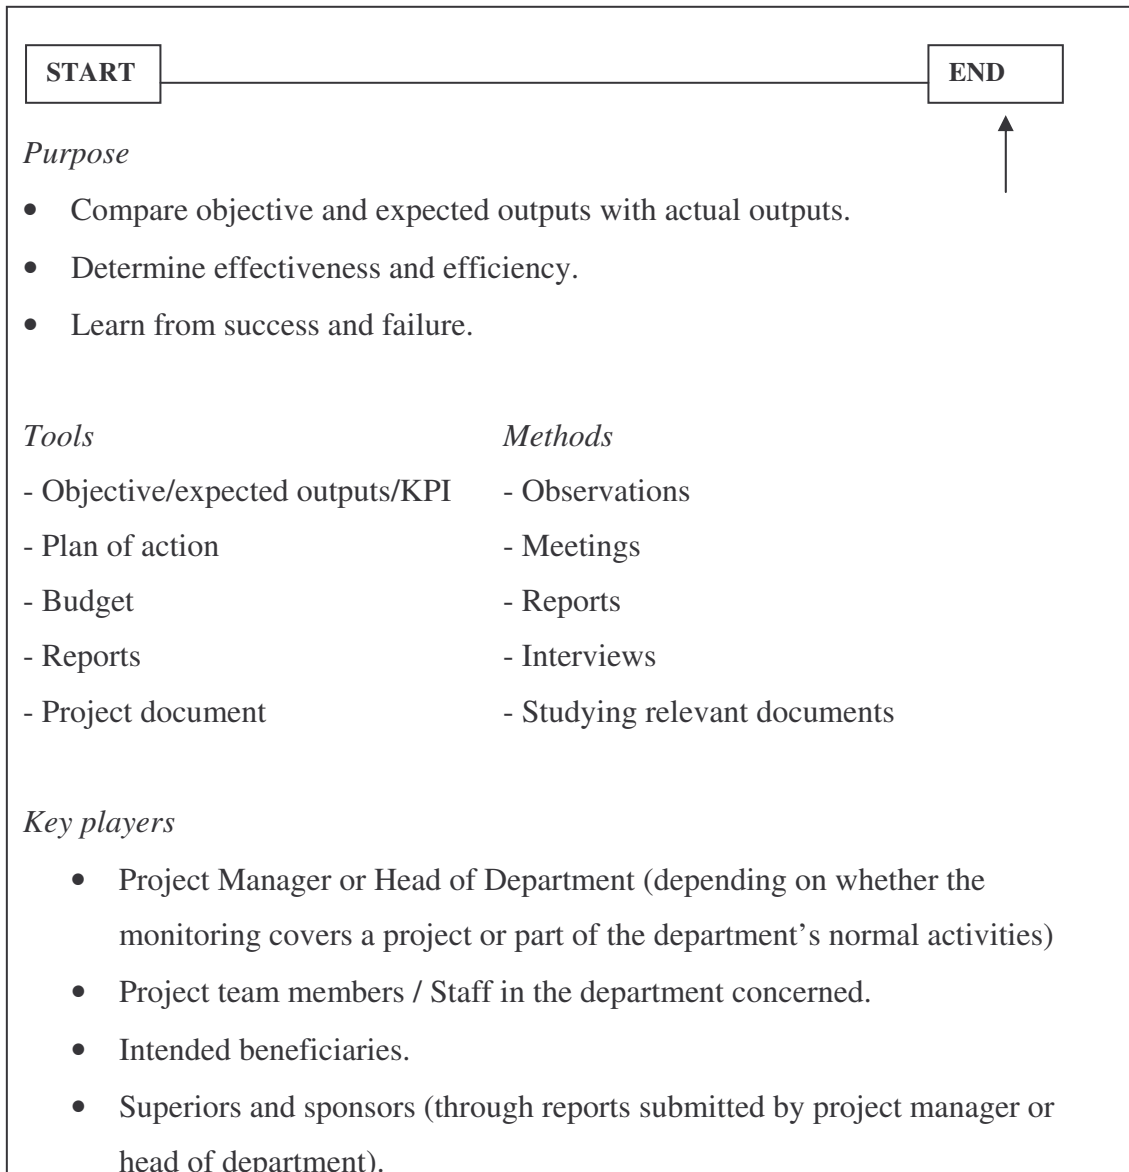 START END
Purpose
• Compare objective and expected outputs with actual outputs.
• Determine effectiveness and efficiency.
• Learn from success and failure.
Tools Methods
- Objective/expected outputs/KPI - Observations
- Plan of action - Meetings
- Budget - Reports
- Reports - Interviews
- Project document - Studying relevant documents
Key players
• Project Manager or Head of Department (depending on whether the
monitoring covers a project or part of the department’s normal activities)
• Project team members / Staff in the department concerned.
• Intended beneficiaries.
• Superiors and sponsors (through reports submitted by project manager or
head of department).